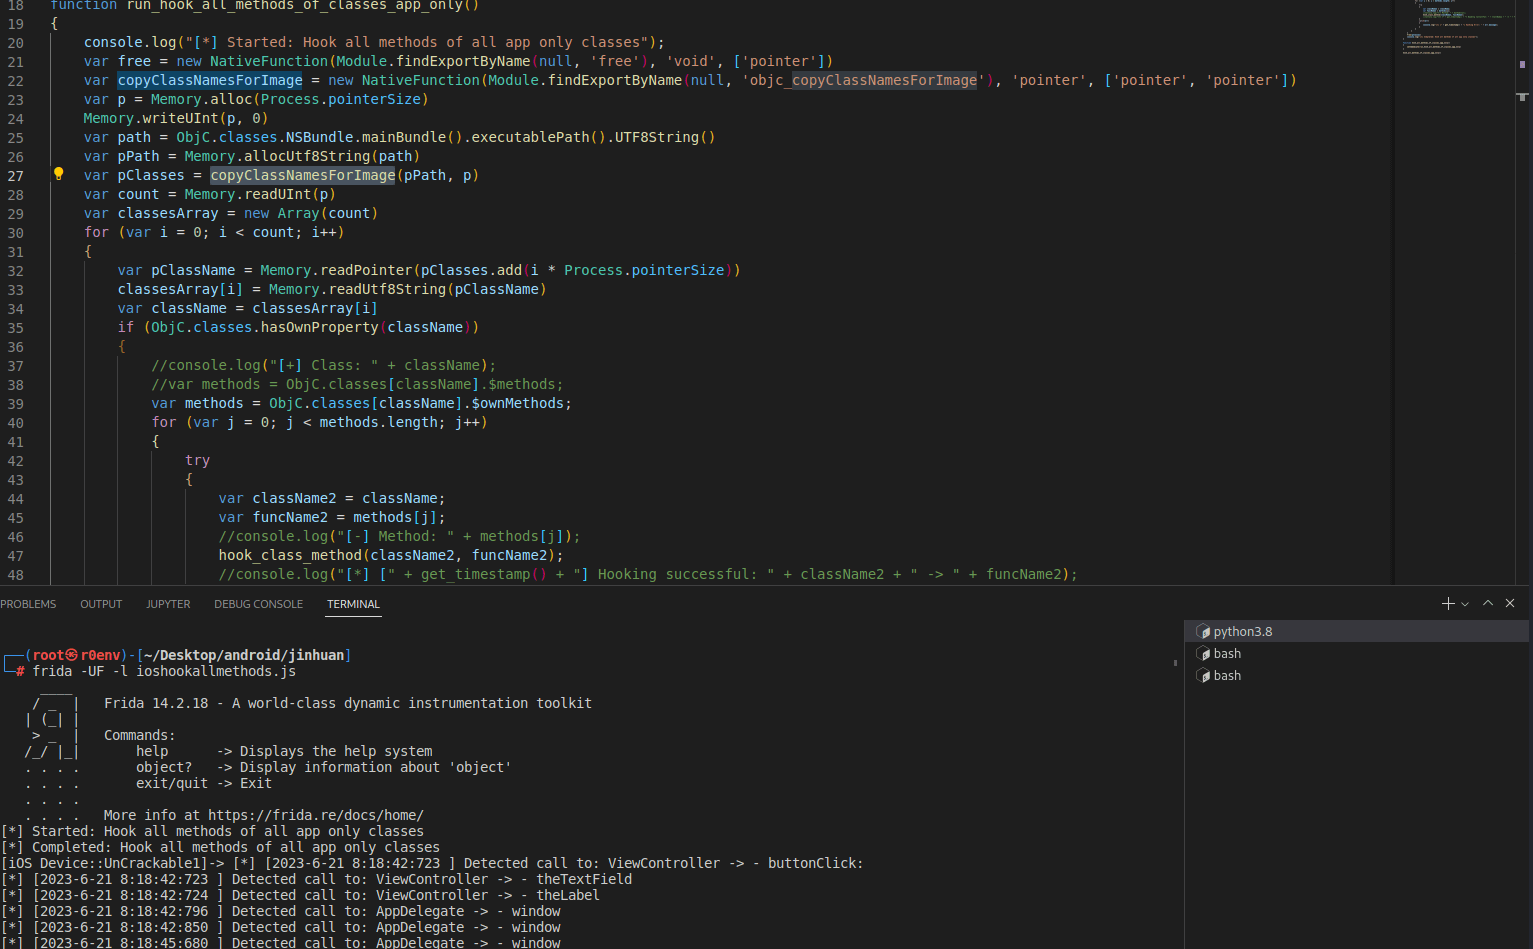 18 function run_hook_all_methods_of_classes_app_only()
19 {
20 console.log("[*] Started: Hook all methods of all app only classes");
21 var free = new NativeFunction(Module.findExportByName(null, 'free'), 'void', ['pointer'])
22 var copyClassNamesForImage = new NativeFunction(Module.findExportByName(null, 'objc_copyClassNamesForImage'), 'pointer', ['pointer', 'pointer'])
23 var p = Memory.alloc(Process.pointerSize)
24 Memory.writeUInt(p, 0)
25 var path = ObjC.classes.NSBundle.mainBundle().executablePath().UTF8String()
26 var pPath = Memory.allocUtf8String(path)
27 var pClasses = copyClassNamesForImage(pPath, p)
28 var count = Memory.readUInt(p)
29 var classesArray = new Array(count)
30 for (var i = 0; i < count; i++)
31 {
32 var pClassName = Memory.readPointer(pClasses.add(i * Process.pointerSize))
33 classesArray[i] = Memory.readUtf8String(pClassName)
34 var className = classesArray[i]
35 if (ObjC.classes.hasOwnProperty(className))
36 {
37 //console.log("[+] Class: " + className);
38 //var methods = ObjC.classes[className].$methods;
39 var methods = ObjC.classes[className].$ownMethods;
40 for (var j = 0; j < methods.length; j++)
41 {
42 try
43 {
44 var className2 = className;
45 var funcName2 = methods[j];
46 //console.log("[-] Method: " + methods[j]);
47 hook_class_method(className2, funcName2);
48 //console.log("[*] [" + get_timestamp() + "] Hooking successful: " + className2 + " -> " + funcName2);
PROBLEMS OUTPUT JUPYTER DEBUG CONSOLE TERMINAL
python3.8
bash
bash
┌──(root㉿r0env)-[~/Desktop/android/jinhuan]
└─# frida -UF -l ioshookallmethods.js
     ____
    / _  |   Frida 14.2.18 - A world-class dynamic instrumentation toolkit
   | (_| |
    > _  |   Commands:
   /_/ |_|       help      -> Displays the help system
   . . . .       object?   -> Display information about 'object'
   . . . .       exit/quit -> Exit
   . . . .
   . . . .   More info at https://frida.re/docs/home/
[*] Started: Hook all methods of all app only classes
[*] Completed: Hook all methods of all app only classes
[iOS Device::UnCrackable1]-> [*] [2023-6-21 8:18:42:723 ] Detected call to: ViewController -> - buttonClick:
[*] [2023-6-21 8:18:42:723 ] Detected call to: ViewController -> - theTextField
[*] [2023-6-21 8:18:42:724 ] Detected call to: ViewController -> - theLabel
[*] [2023-6-21 8:18:42:796 ] Detected call to: AppDelegate -> - window
[*] [2023-6-21 8:18:42:850 ] Detected call to: AppDelegate -> - window
[*] [2023-6-21 8:18:45:680 ] Detected call to: AppDelegate -> - window